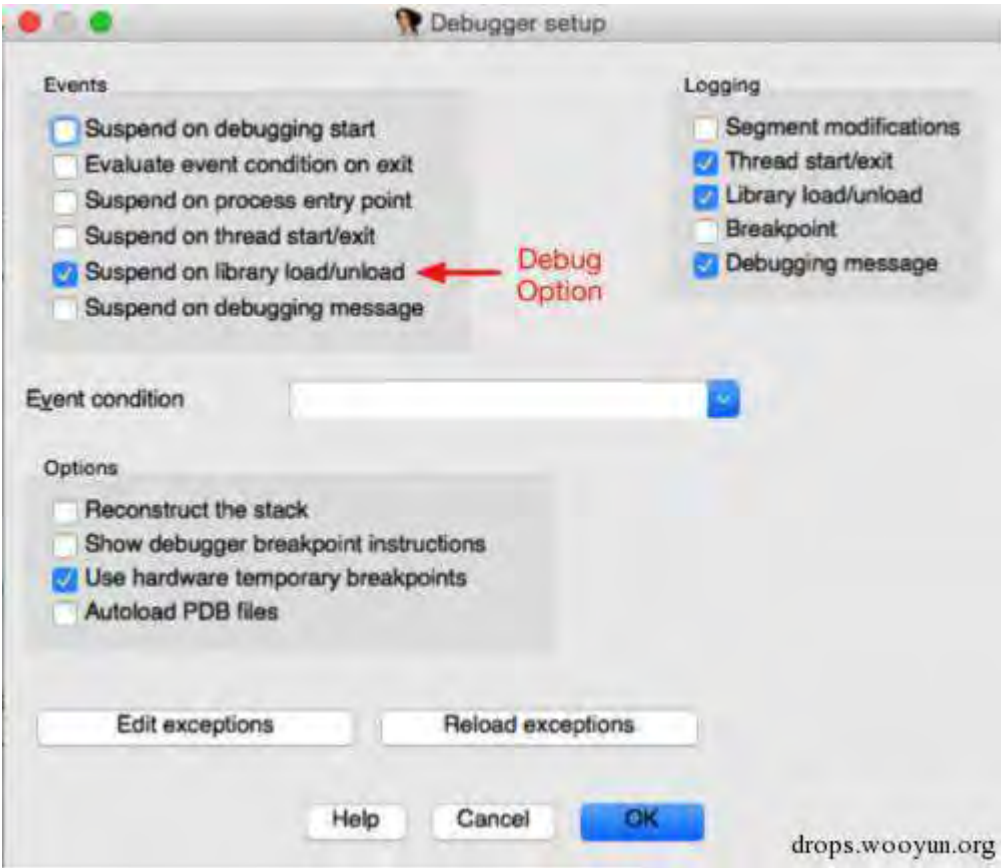 Debugger setup
Events
Suspend on debugging start
Evaluate event condition on exit
Suspend on process entry point
Suspend on thread start/exit
Suspend on library load/unload
Suspend on debugging message
Debug
Option
Logging
Segment modifications
Thread start/exit
Library load/unload
Breakpoint
Debugging message
Event condition
Options
Reconstruct the stack
Show debugger breakpoint instructions
Use hardware temporary breakpoints
Autoload PDB files
Edit exceptions
Reload exceptions
Help
Cancel
OK
drops.wooyun.org